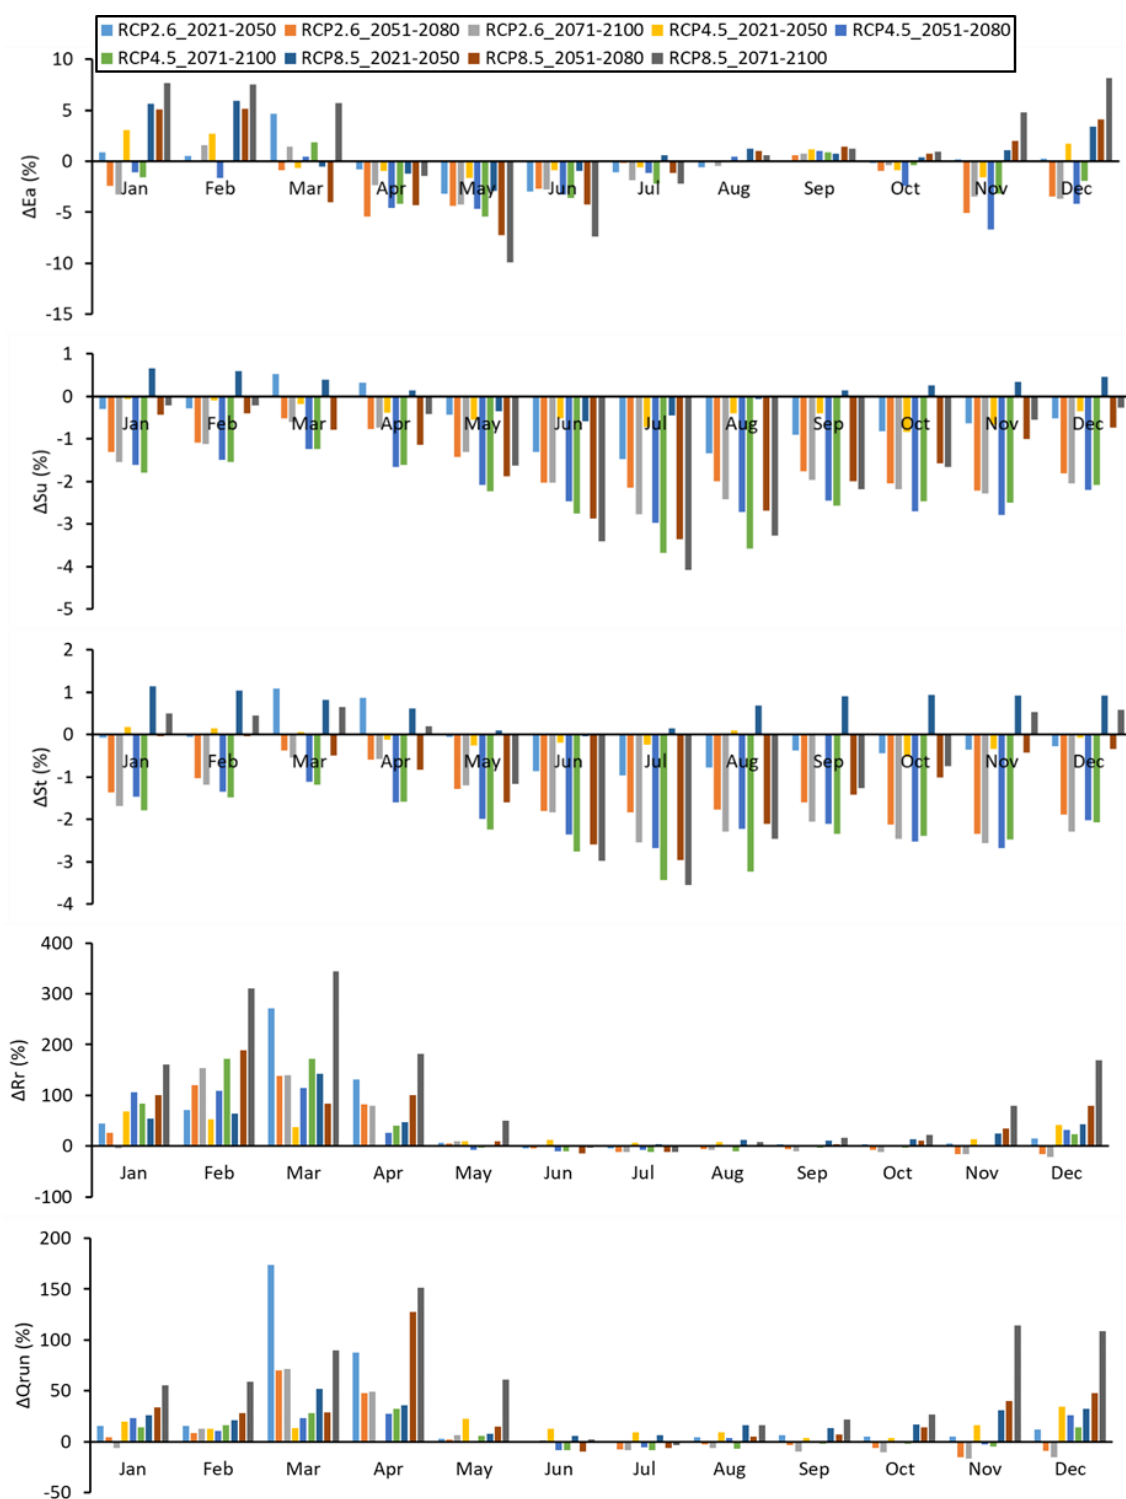 RCP2.6_2021-2050 RCP2.6_2051-2080 RCP2.6_2071-2100 RCP4.5_2021-2050 RCP4.5_2051-2080
RCP4.5_2071-2100 RCP8.5_2021-2050 RCP8.5_2051-2080 RCP8.5_2071-2100
10
5
0
-5
-10
-15
ΔEa (%)
Jan Feb Mar Apr May Jun Jul Aug Sep Oct Nov Dec
1
0
-1
-2
-3
-4
-5
ΔSu (%)
Jan Feb Mar Apr May Jun Jul Aug Sep Oct Nov Dec
2
1
0
-1
-2
-3
-4
ΔSt (%)
Jan Feb Mar Apr May Jun Jul Aug Sep Oct Nov Dec
400
300
200
100
0
-100
ΔRr (%)
Jan Feb Mar Apr May Jun Jul Aug Sep Oct Nov Dec
200
150
100
50
0
-50
ΔQrun (%)
Jan Feb Mar Apr May Jun Jul Aug Sep Oct Nov Dec